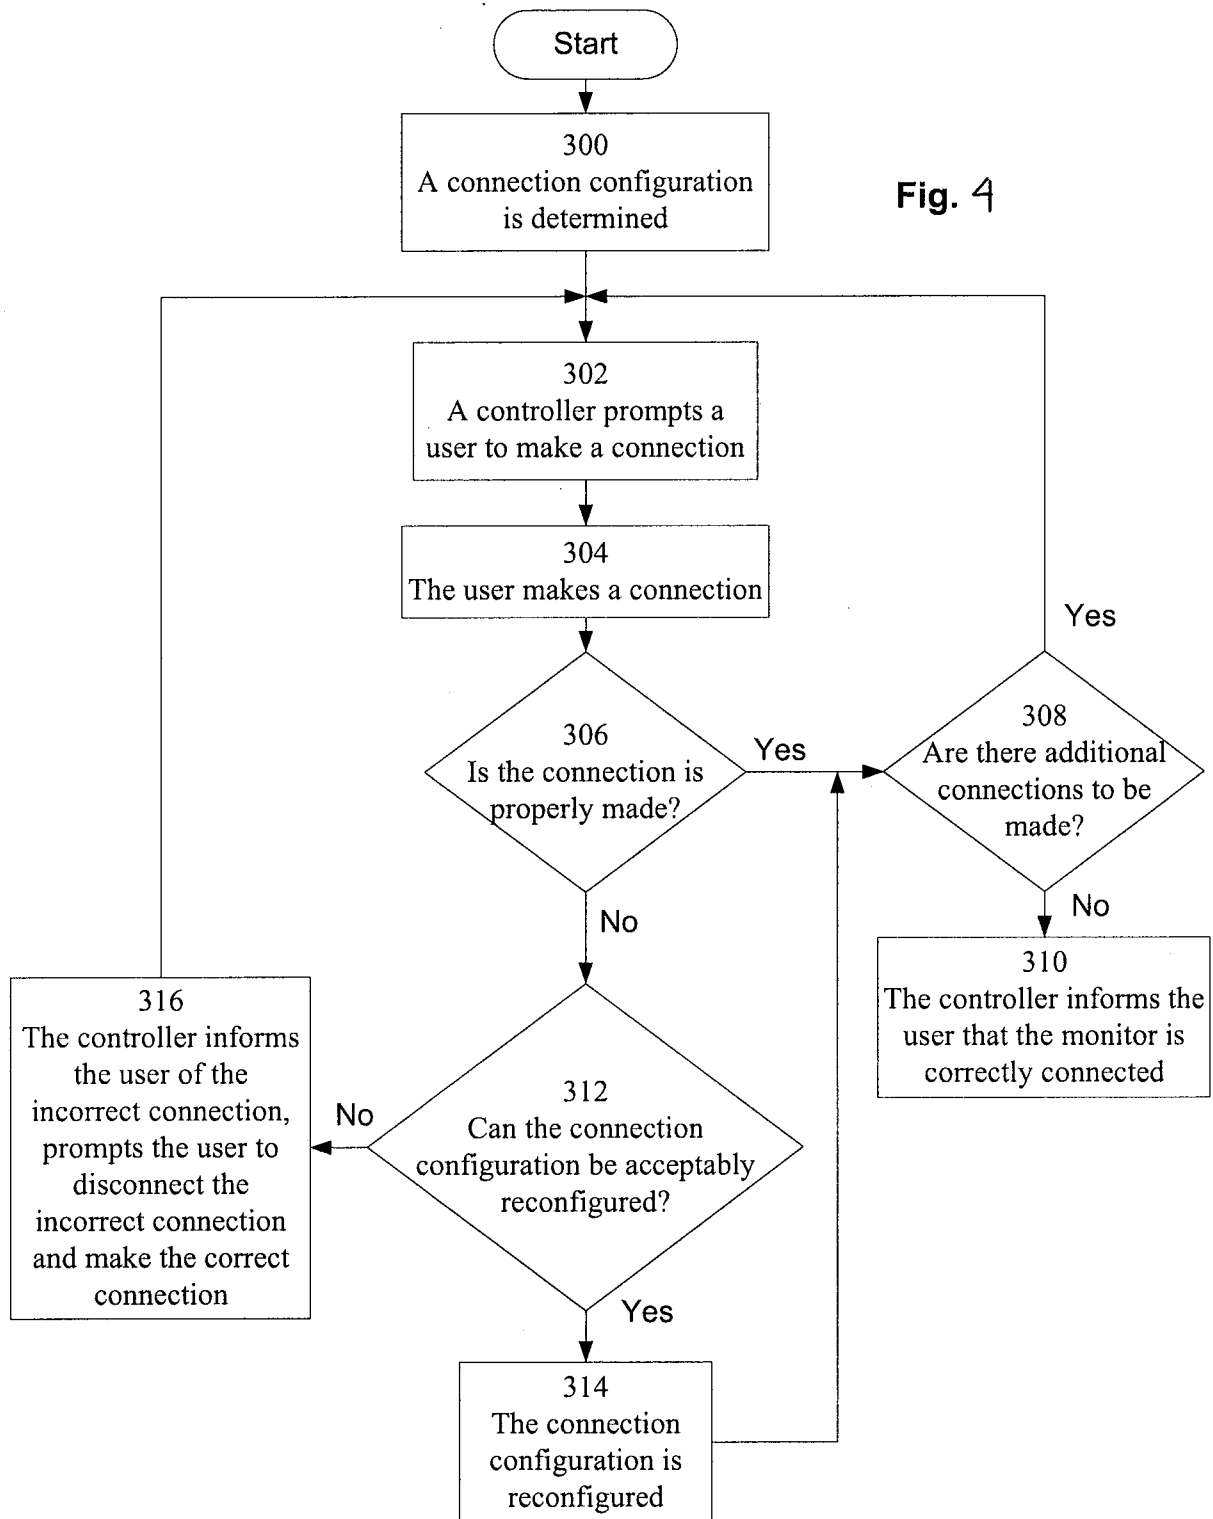 Start
300
A connection configuration
is determined
Fig. 4
302
A controller prompts a
user to make a connection
304
The user makes a connection
Yes
306
Is the connection is
properly made?
Yes
308
Are there additional
connections to be
made?
No
No
310
The controller informs the
user that the monitor is
correctly connected
316
The controller informs
the user of the
incorrect connection,
prompts the user to
disconnect the
incorrect connection
and make the correct
connection
No
312
Can the connection
configuration be acceptably
reconfigured?
Yes
314
The connection
configuration is
reconfigured